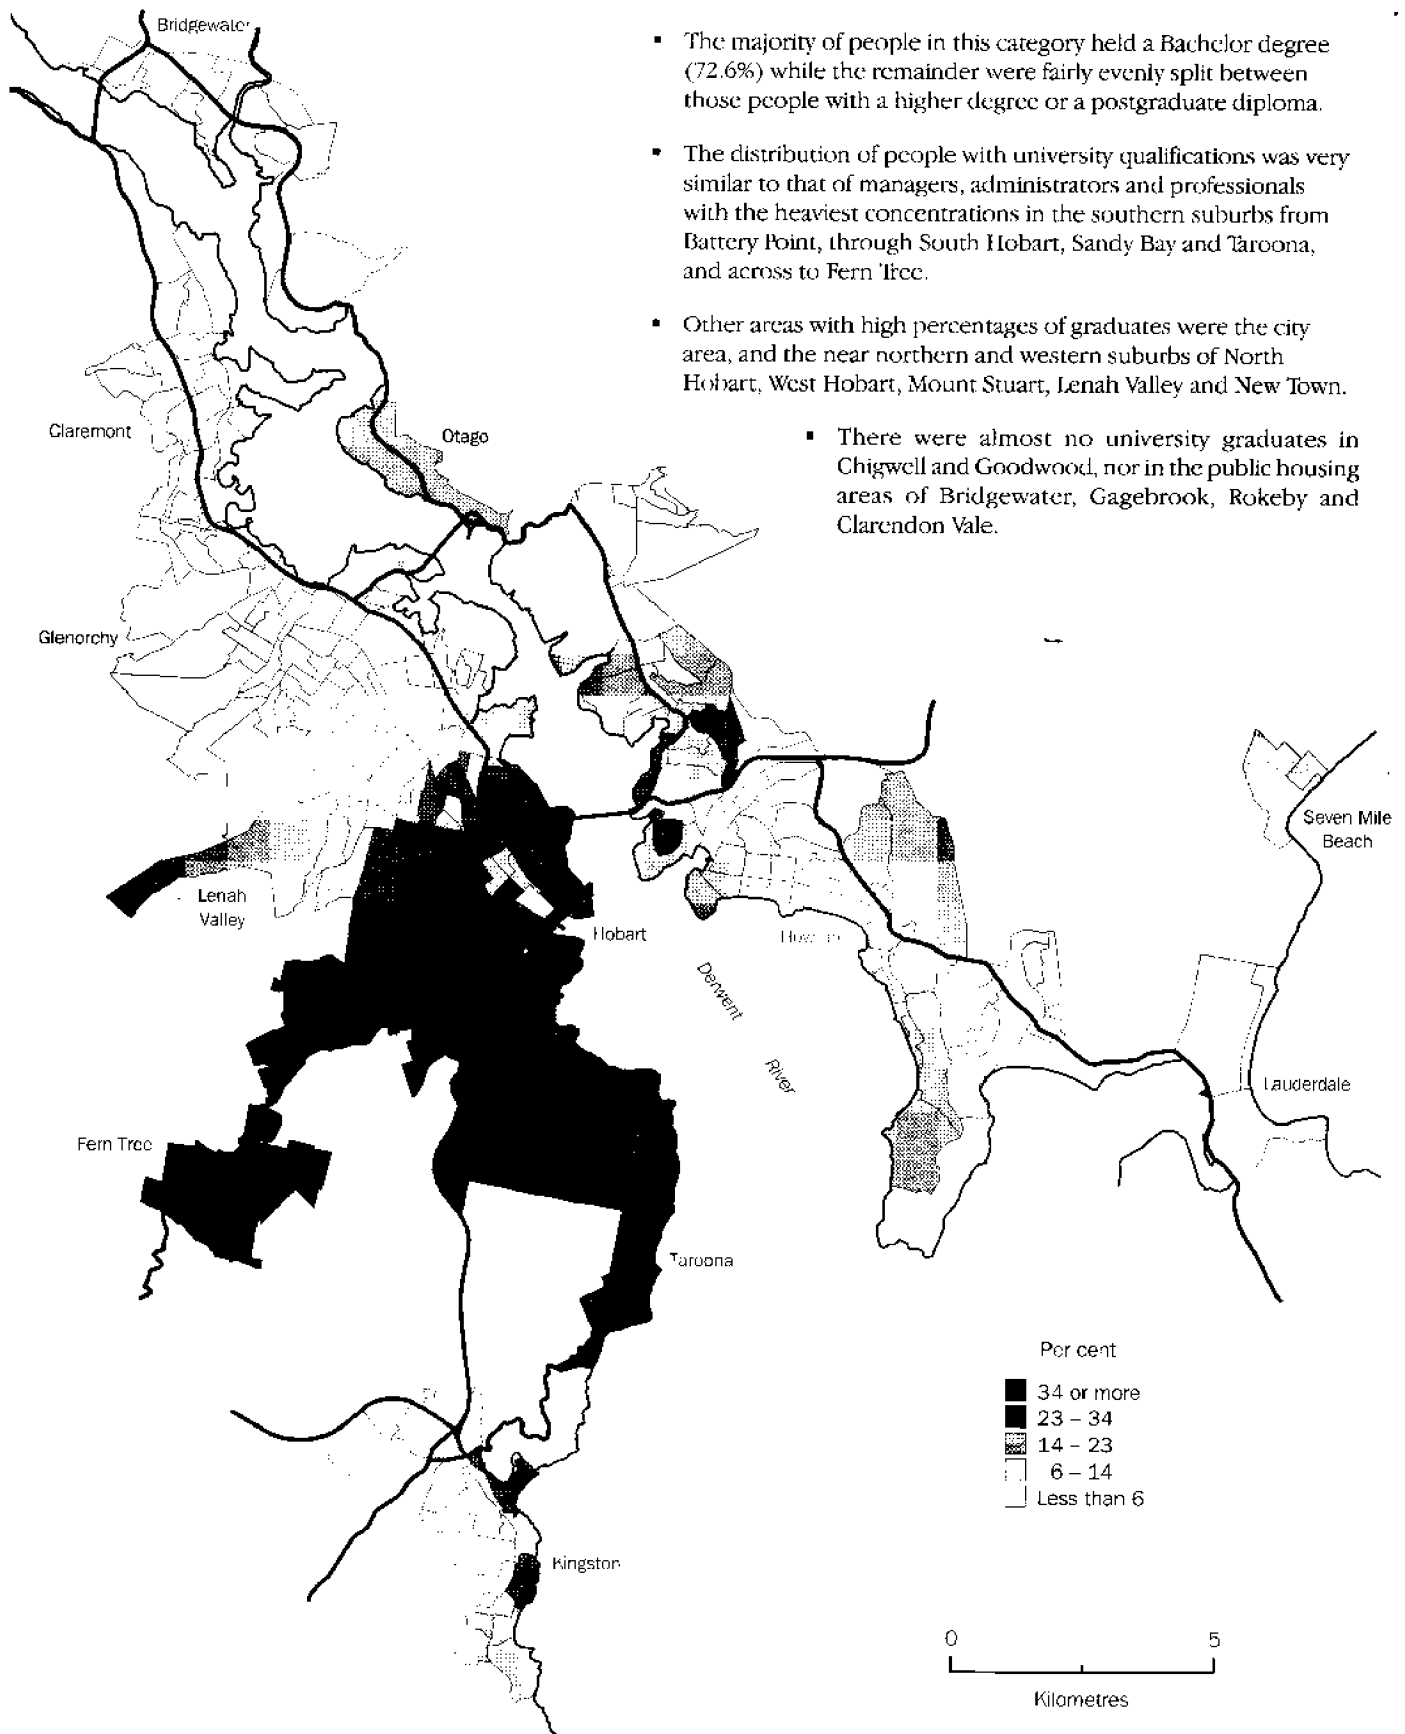 Bridgewater
▪ The majority of people in this category held a Bachelor degree
(72.6%) while the remainder were fairly evenly split between
those people with a higher degree or a postgraduate diploma.
▪ The distribution of people with university qualifications was very
similar to that of managers, administrators and professionals
with the heaviest concentrations in the southern suburbs from
Battery Point, through South Hobart, Sandy Bay and Taroona,
and across to Fern Tree.
▪ Other areas with high percentages of graduates were the city
area, and the near northern and western suburbs of North
Hobart, West Hobart, Mount Stuart, Lenah Valley and New Town.
▪ There were almost no university graduates in
Chigwell and Goodwood, nor in the public housing
areas of Bridgewater, Gagebrook, Rokeby and
Clarendon Vale.
Claremont
Otago
Glenorchy
Seven Mile
Beach
Lenah
Valley
Hobart
Derwent
River
Lauderdale
Fern Tree
Taroona
Kingston
Per cent
34 or more
23 – 34
14 – 23
6 – 14
Less than 6
0 5
Kilometres